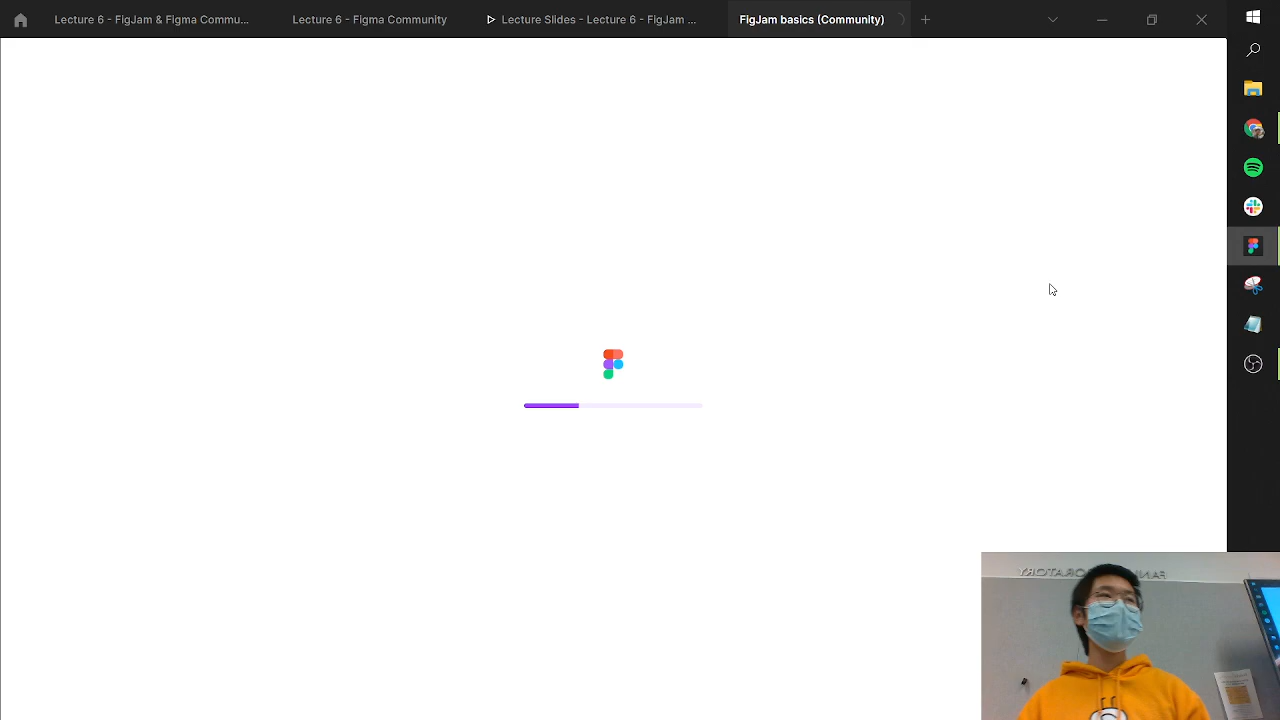 Lecture 6 - FigJam & Figma Commu...
Lecture 6 - Figma Community
Lecture Slides - Lecture 6 - FigJam ...
FigJam basics (Community)